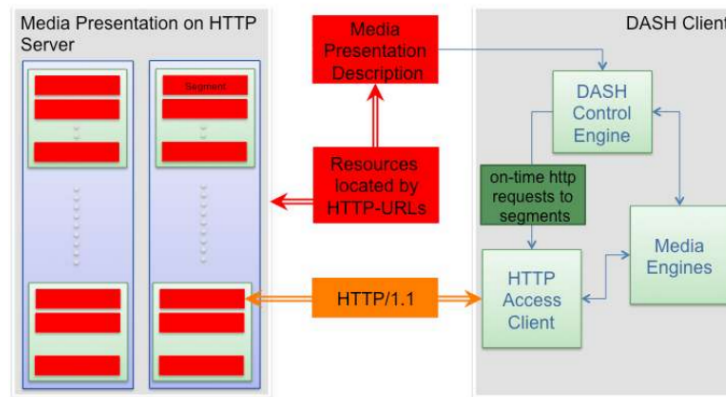 Media Presentation on HTTP
Server
Segment
Media
Presentation
Description
Resources
located by
HTTP-URLs
HTTP/1.1
DASH Client
DASH
Control
Engine
on-time http
requests to
segments
HTTP
Access
Client
Media
Engines